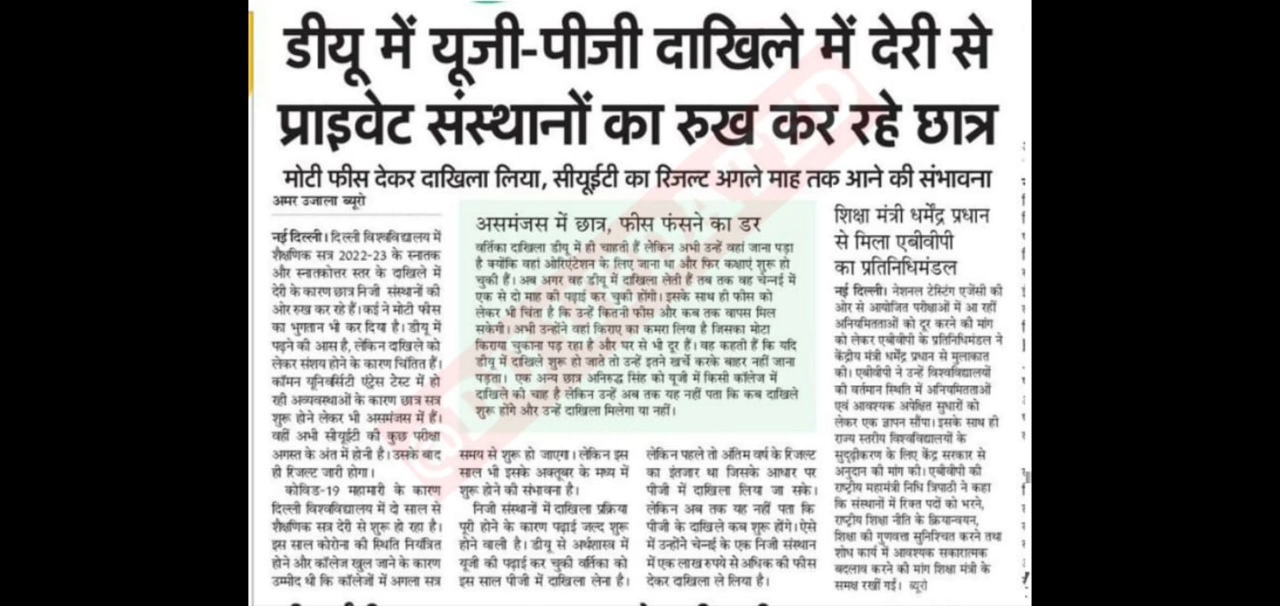 डीयू में यूजी-पीजी दाखिले में देरी से
प्राइवेट संस्थानों का रुख कर रहे छात्र
मोटी फीस देकर दाखिला लिया, सीयूईटी का रिजल्ट अगले माह तक आने की संभावना
अमर उजाला ब्यूरो
नई दिल्ली। दिल्ली विश्वविद्यालय में
शैक्षणिक सत्र 2022-23 के स्नातक
और स्नातकोत्तर स्तर के दाखिले में
देरी के कारण छात्र निजी संस्थानों की
ओर रुख कर रहे हैं। कई ने मोटी फीस
का भुगतान भी कर दिया है। डीयू में
पढ़ने की आस है, लेकिन दाखिले को
लेकर संशय होने के कारण चिंतित हैं।
कॉमन यूनिवर्सिटी एंट्रेस टेस्ट में हो
रही अव्यवस्थाओं के कारण छात्र सत्र
शुरू होने लेकर भी असमंजस में हैं।
वहीं अभी सीयूईटी की कुछ परीक्षा
अगस्त के अंत में होनी है। उसके बाद
ही रिजल्ट जारी होगा।
कोविड-19 महामारी के कारण
दिल्ली विश्वविद्यालय में दो साल से
शैक्षणिक सत्र देरी से शुरू हो रहा है।
इस साल कोरोना की स्थिति नियंत्रित
होने और कॉलेज खुल जाने के कारण
उम्मीद थी कि कॉलेजों में अगला सत्र
असमंजस में छात्र, फीस फंसने का डर
वर्तिका दाखिला डीयू में ही चाहती हैं लेकिन अभी उन्हें वहां जाना पड़ा
है क्योंकि वहां ओरिएंटेशन के लिए जाना था और फिर कक्षाएं शुरू हो
चुकी हैं। अब अगर वह डीयू में दाखिला लेती हैं तब तक वह चेन्नई में
एक से दो माह की पढ़ाई कर चुकी होंगी। इसके साथ ही फीस को
लेकर भी चिंता है कि उन्हें कितनी फीस और कब तक वापस मिल
सकेगी। अभी उन्होंने वहां किराए का कमरा लिया है जिसका मोटा
किराया चुकाना पड़ रहा है और घर से भी दूर हैं। वह कहती हैं कि यदि
डीयू में दाखिले शुरू हो जाते तो उन्हें इतने खर्चे करके बाहर नहीं जाना
पड़ता। एक अन्य छात्र अनिरुद्ध सिंह को यूजी में किसी कॉलेज में
दाखिले की चाह है लेकिन उन्हें अब तक यह नहीं पता कि कब दाखिले
शुरू होंगे और उन्हें दाखिला मिलेगा या नहीं।
समय से शुरू हो जाएगा। लेकिन इस
साल भी इसके अक्तूबर के मध्य में
शुरू होने की संभावना है।
निजी संस्थानों में दाखिला प्रक्रिया
पूरी होने के कारण पढ़ाई जल्द शुरू
होने वाली है। डीयू से अर्थशास्त्र में
यूजी की पढ़ाई कर चुकी वर्तिका को
इस साल पीजी में दाखिला लेना है।
लेकिन पहले तो अंतिम वर्ष के रिजल्ट
का इंतजार था जिसके आधार पर
पीजी में दाखिला लिया जा सके।
लेकिन अब तक यह नहीं पता कि
पीजी के दाखिले कब शुरू होंगे। ऐसे
में उन्होंने चेन्नई के एक निजी संस्थान
में एक लाख रुपये से अधिक की फीस
देकर दाखिला ले लिया है।
शिक्षा मंत्री धर्मेंद्र प्रधान
से मिला एबीवीपी
का प्रतिनिधिमंडल
नई दिल्ली। नेशनल टेस्टिंग एजेंसी की
ओर से आयोजित परीक्षाओं में आ रहीं
अनियमितताओं को दूर करने की मांग
को लेकर एबीवीपी के प्रतिनिधिमंडल ने
केंद्रीय मंत्री धर्मेंद्र प्रधान से मुलाकात
की। एबीवीपी ने उन्हें विश्वविद्यालयों
की वर्तमान स्थिति में अनियमितताओं
एवं आवश्यक अपेक्षित सुधारों को
लेकर एक ज्ञापन सौंपा। इसके साथ ही
राज्य स्तरीय विश्वविद्यालयों के
सुदृढ़ीकरण के लिए केंद्र सरकार से
अनुदान की मांग की। एबीवीपी की
राष्ट्रीय महामंत्री निधि त्रिपाठी ने कहा
कि संस्थानों में रिक्त पदों को भरने,
राष्ट्रीय शिक्षा नीति के क्रियान्वयन,
शिक्षा की गुणवत्ता सुनिश्चित करने तथा
शोध कार्य में आवश्यक सकारात्मक
बदलाव करने की मांग शिक्षा मंत्री के
समक्ष रखीं गईं। ब्यूरो